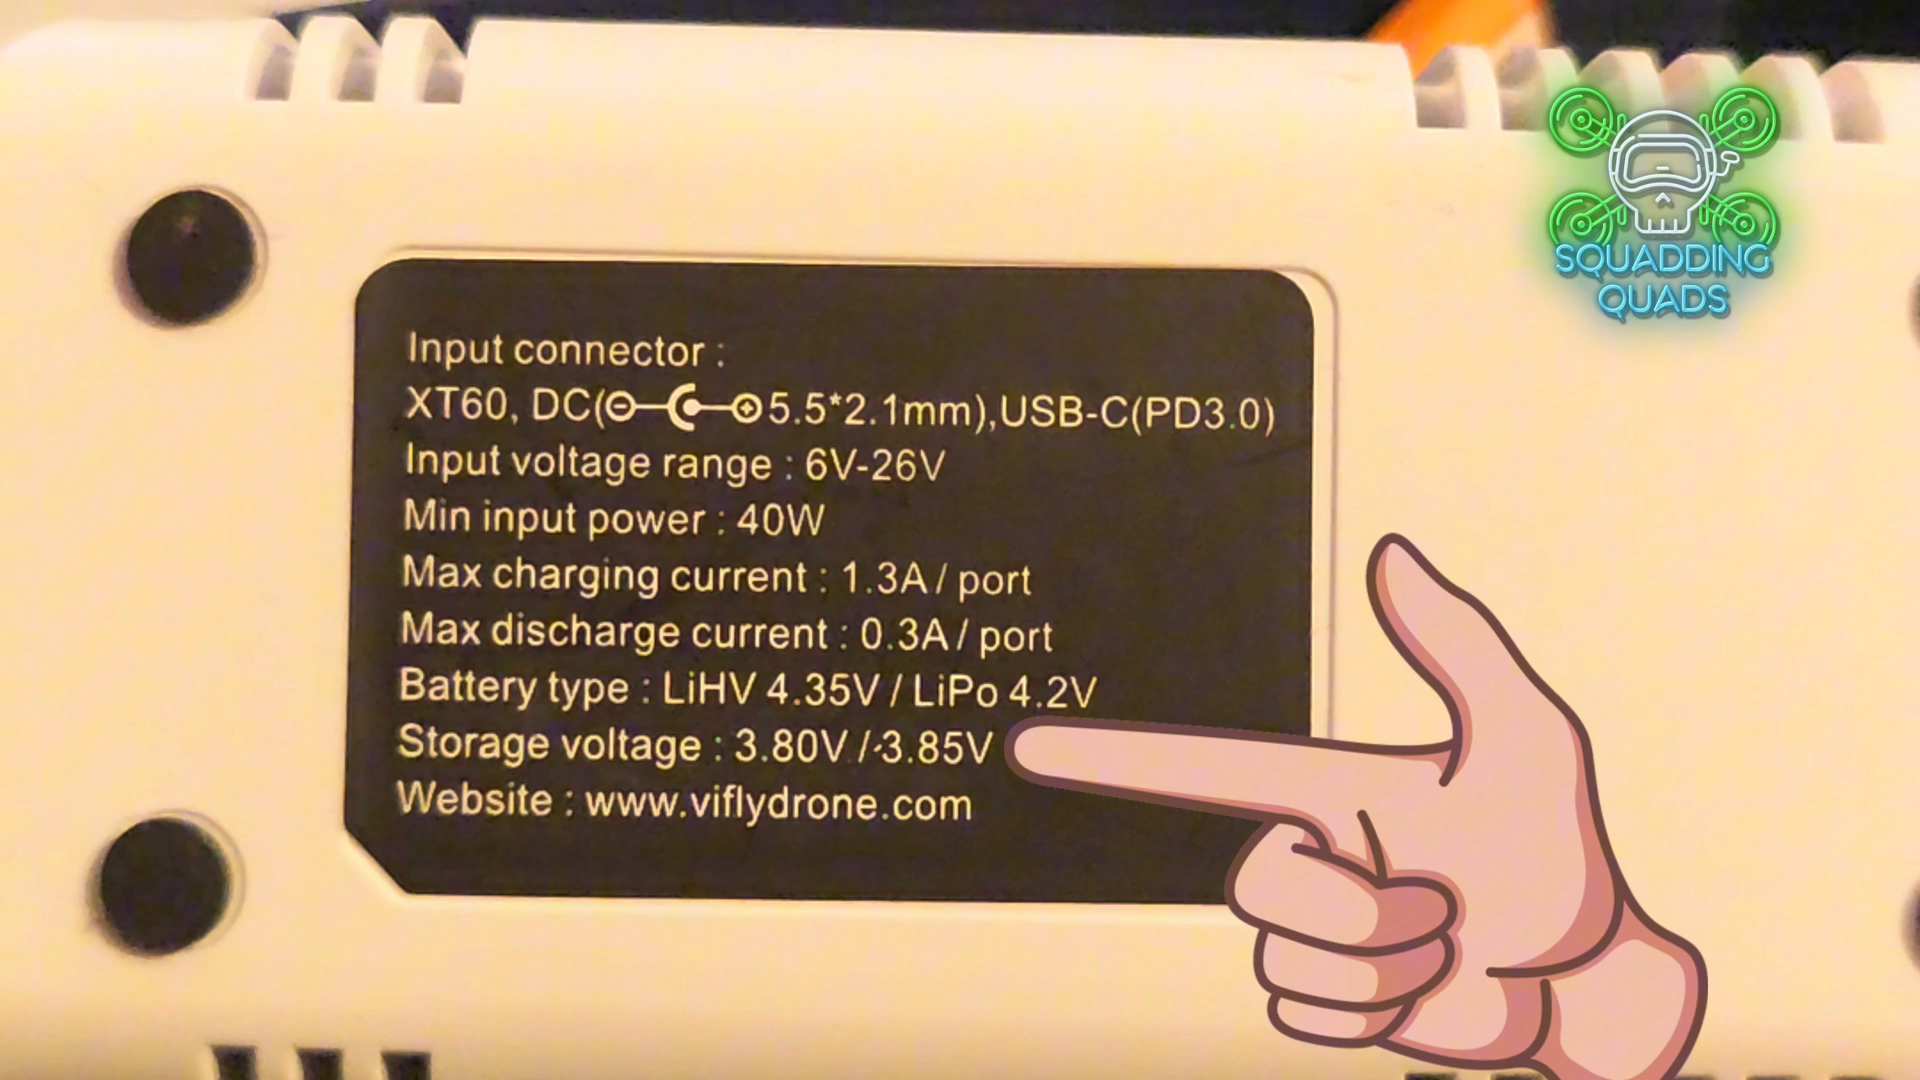 Input connector :
XT60, DC(⊖-C•-⊕5.5*2.1mm),USB-C(PD3.0)
Input voltage range : 6V-26V
Min input power : 40W
Max charging current : 1.3A / port
Max discharge current : 0.3A / port
Battery type : LiHV 4.35V / LiPo 4.2V
Storage voltage : 3.80V / 3.85V
Website : www.viflydrone.com
SQUADDING
QUADS